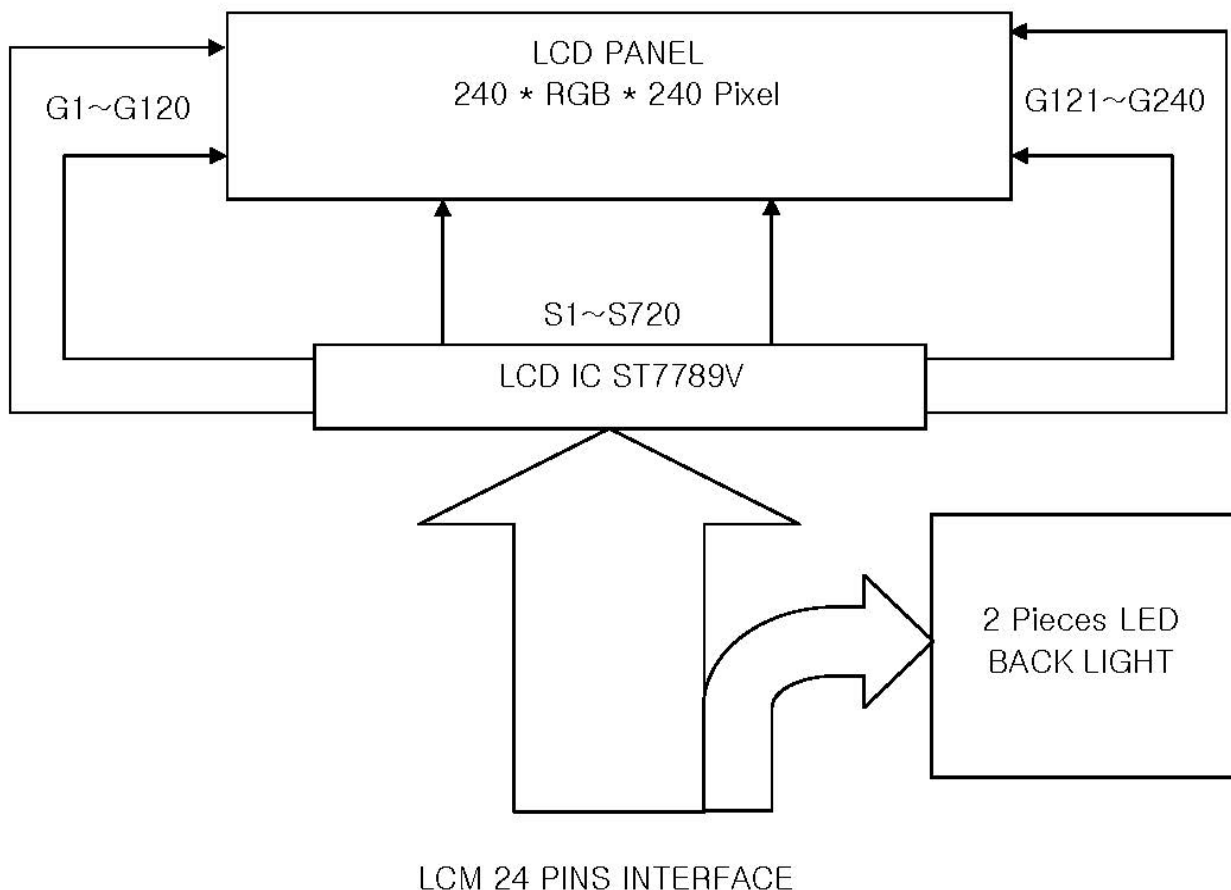 LCD PANEL
240 * RGB * 240 Pixel
G1~G120
G121~G240
S1~S720
LCD IC ST7789V
2 Pieces LED
BACK LIGHT
LCM 24 PINS INTERFACE